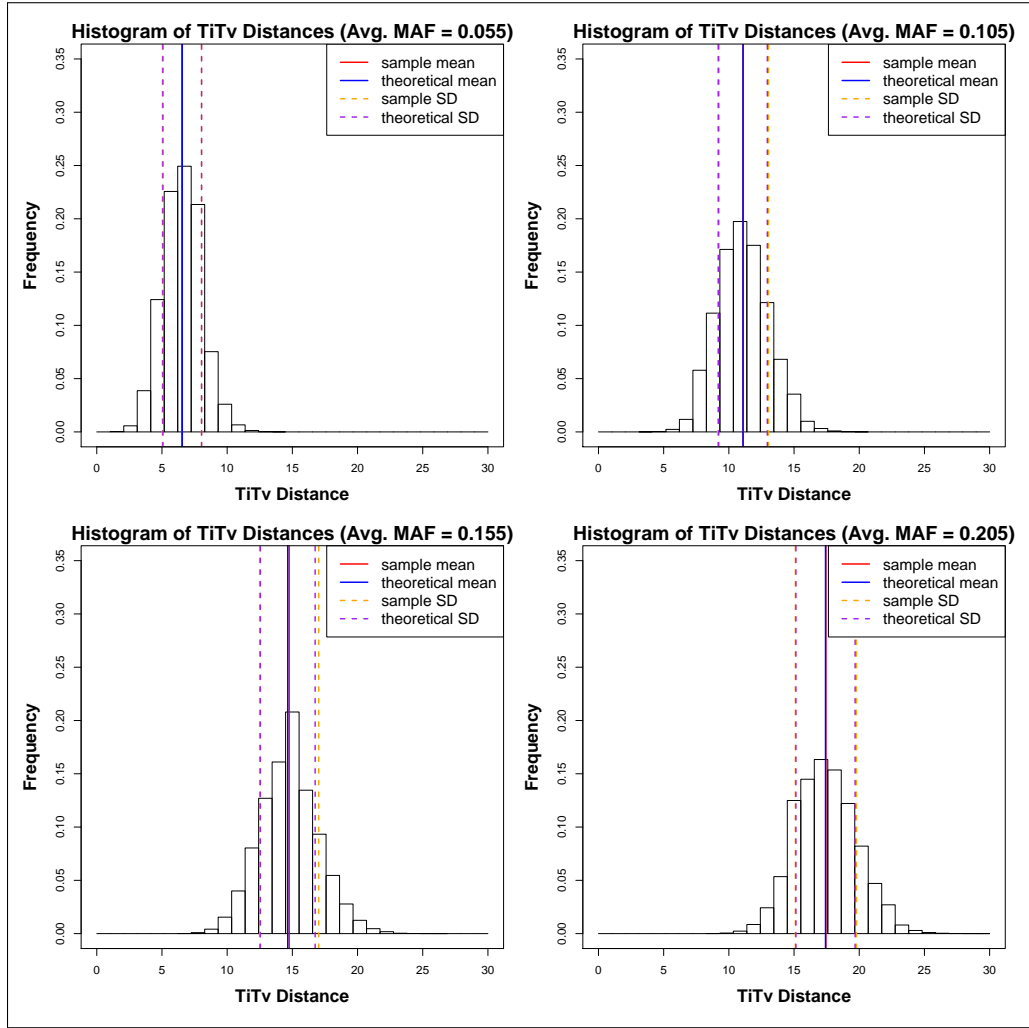 Histogram of TiTv Distances (Avg. MAF = 0.055)
sample mean
theoretical mean
sample SD
theoretical SD
Frequency
0.35
0.30
0.25
0.20
0.15
0.10
0.05
0.00
0 5 10 15 20 25 30
TiTv Distance
Histogram of TiTv Distances (Avg. MAF = 0.105)
sample mean
theoretical mean
sample SD
theoretical SD
Frequency
0.35
0.30
0.25
0.20
0.15
0.10
0.05
0.00
0 5 10 15 20 25 30
TiTv Distance
Histogram of TiTv Distances (Avg. MAF = 0.155)
sample mean
theoretical mean
sample SD
theoretical SD
Frequency
0.35
0.30
0.25
0.20
0.15
0.10
0.05
0.00
0 5 10 15 20 25 30
TiTv Distance
Histogram of TiTv Distances (Avg. MAF = 0.205)
sample mean
theoretical mean
sample SD
theoretical SD
Frequency
0.35
0.30
0.25
0.20
0.15
0.10
0.05
0.00
0 5 10 15 20 25 30
TiTv Distance